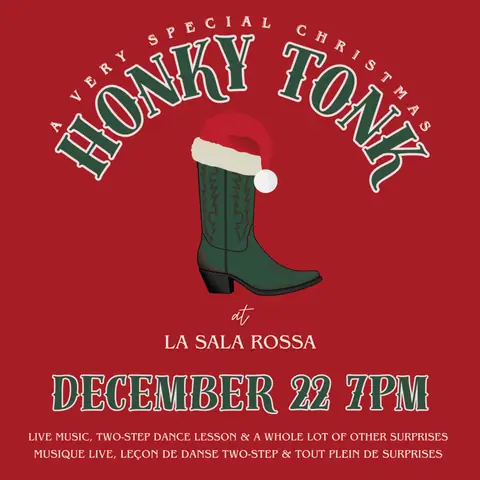 A VERY SPECIAL CHRISTMAS
HONKY TONK
at
LA SALA ROSSA
DECEMBER 22 7PM
LIVE MUSIC, TWO-STEP DANCE LESSON & A WHOLE LOT OF OTHER SURPRISES
MUSIQUE LIVE, LEÇON DE DANSE TWO-STEP & TOUT PLEIN DE SURPRISES